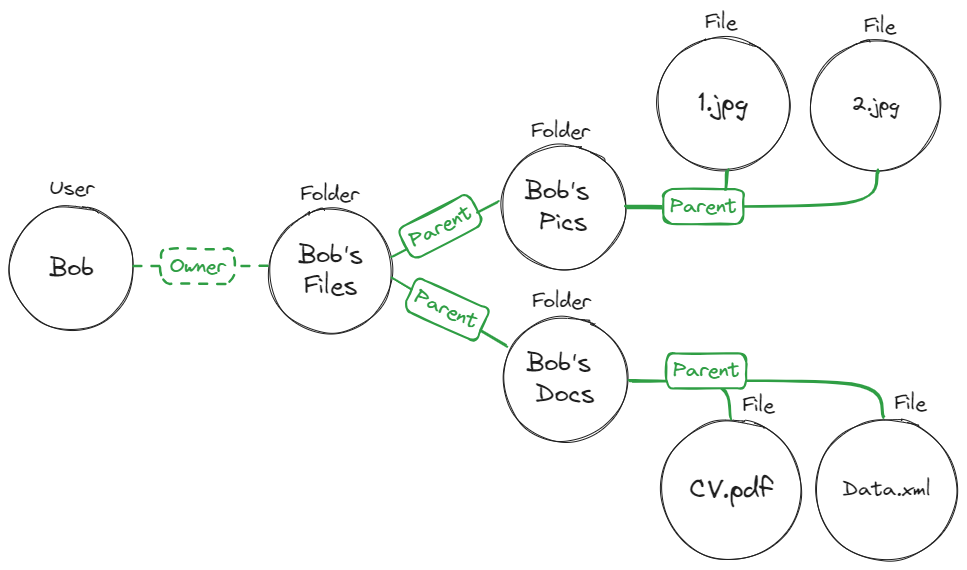 File
File
1.jpg
2.jpg
Folder
Bob's
Pics
Parent
User
Bob
Owner
Folder
Bob's
Files
Parent
Parent
Folder
Bob's
Docs
Parent
File
File
CV.pdf
Data.xml